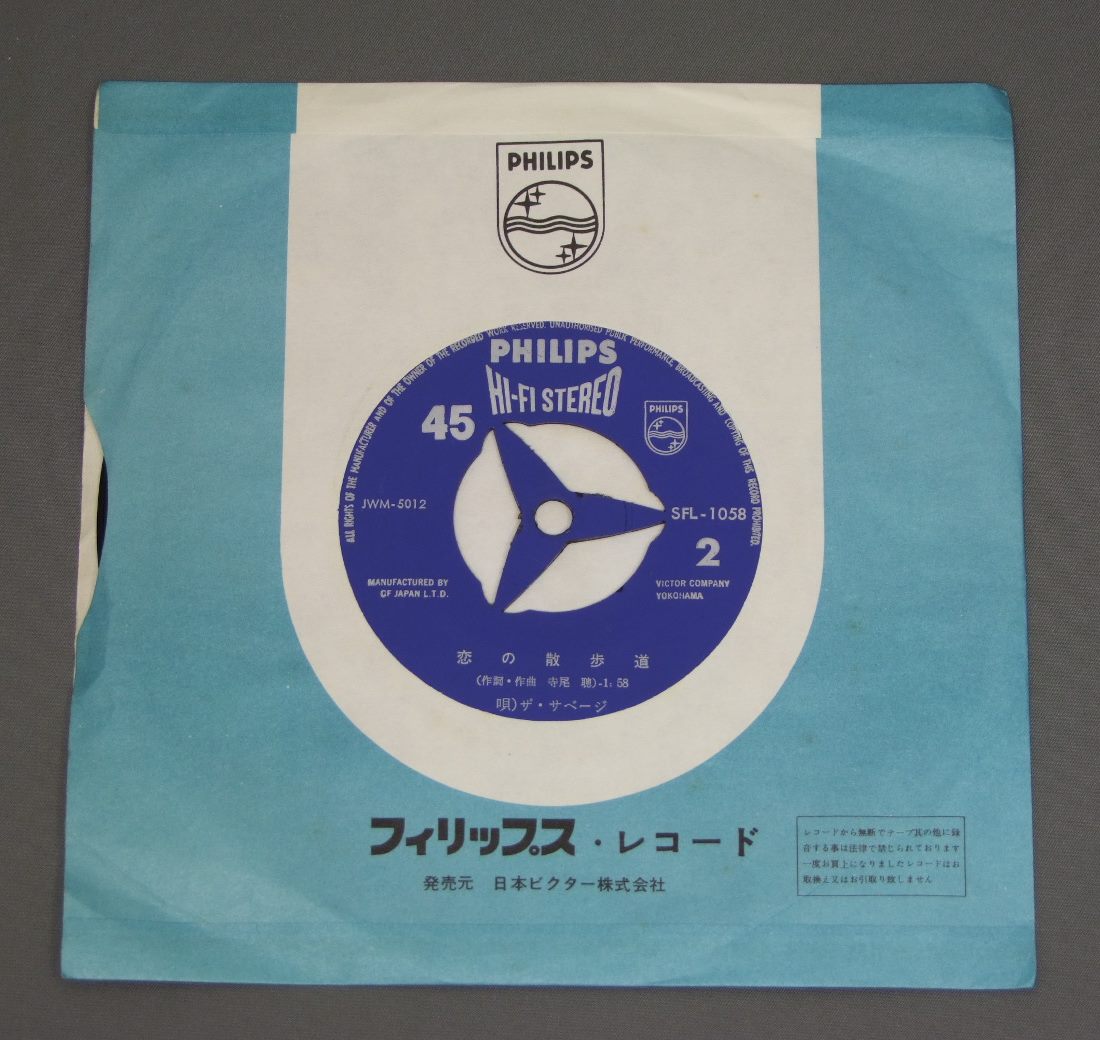 PHILIPS
ALL RIGHTS OF THE MANUFACTURER AND OF THE OWNER OF THE RECORDED WORK RESERVED. UNAUTHORISED PUBLIC PERFORMANCE, BROADCASTING AND COPYING OF THIS RECORD PROHIBITED.
PHILIPS
HI-FI STEREO
45
PHILIPS
JWM-5012
SFL-1058
2
MANUFACTURED BY
OF JAPAN L.T.D.
VICTOR COMPANY
YOKOHAMA
恋の散歩道
(作詞・作曲 寺尾 聰)-1:58
唄)ザ・サベージ
フィリップス・レコード
発売元 日本ビクター株式会社
レコードから無断でテープ其の他に録
音する事は法律で禁じられております
一度お買上になりましたレコードはお
取換え又はお引取り致しません